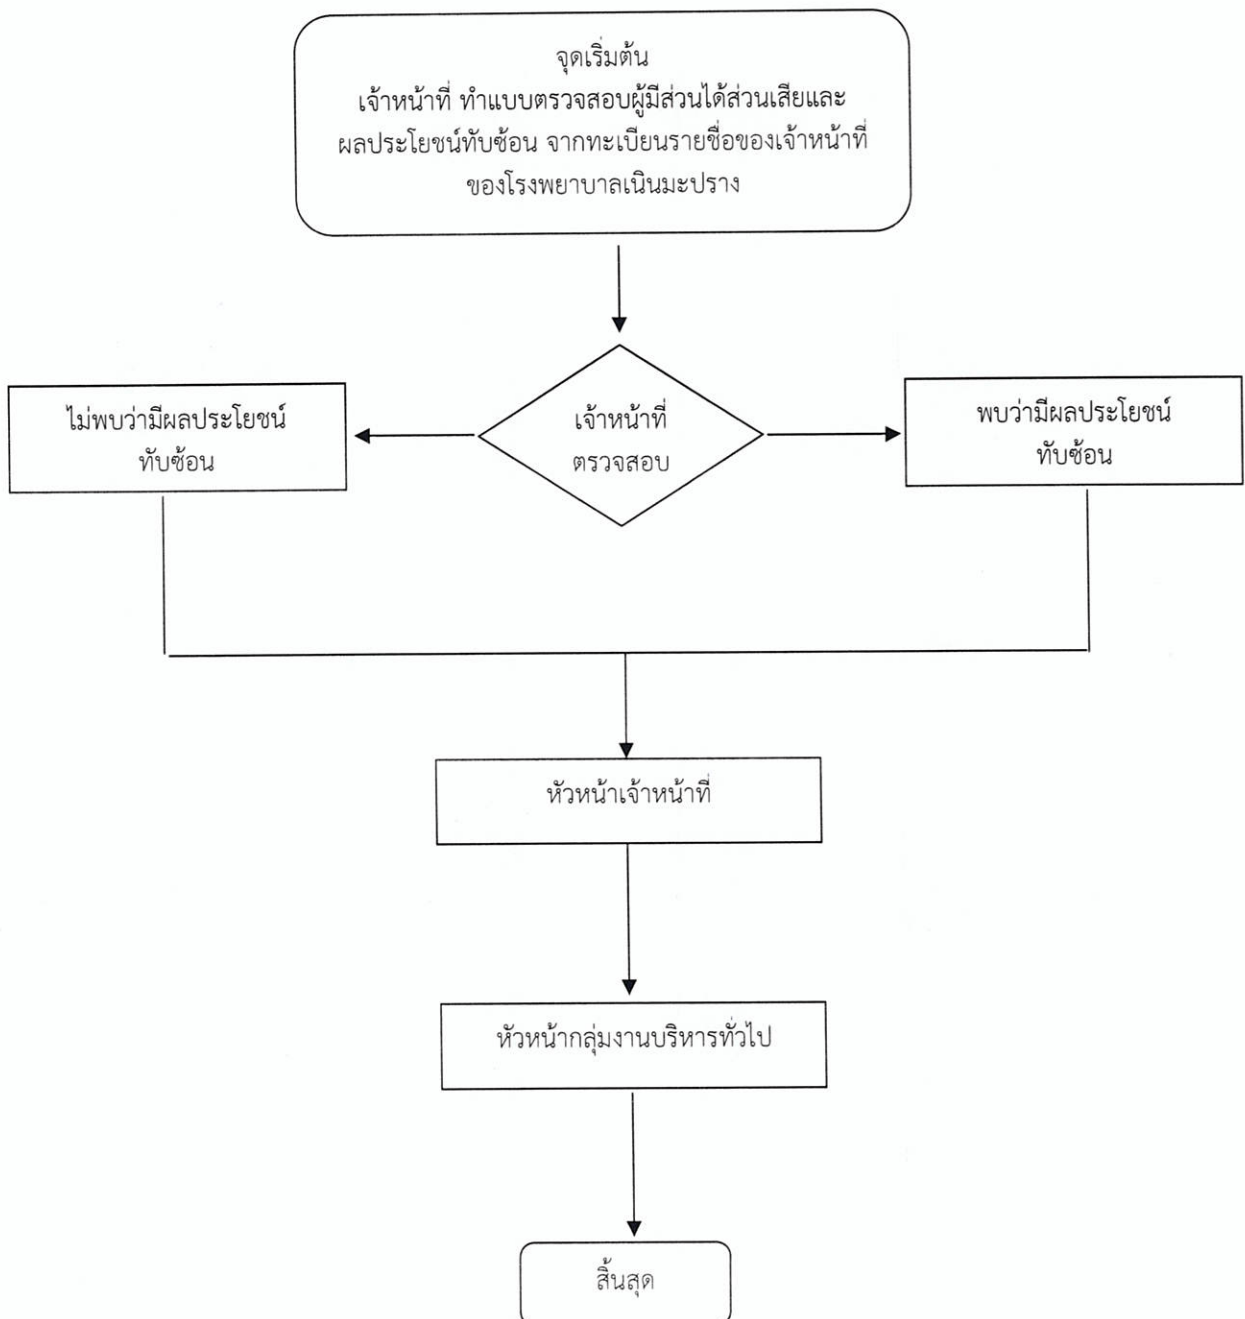 จุดเริ่มต้น
เจ้าหน้าที่ ทำแบบตรวจสอบผู้มีส่วนได้ส่วนเสียและ
ผลประโยชน์ทับซ้อน จากทะเบียนรายชื่อของเจ้าหน้าที่
ของโรงพยาบาลเนินมะปราง
ไม่พบว่ามีผลประโยชน์
ทับซ้อน
เจ้าหน้าที่
ตรวจสอบ
พบว่ามีผลประโยชน์
ทับซ้อน
หัวหน้าเจ้าหน้าที่
หัวหน้ากลุ่มงานบริหารทั่วไป
สิ้นสุด